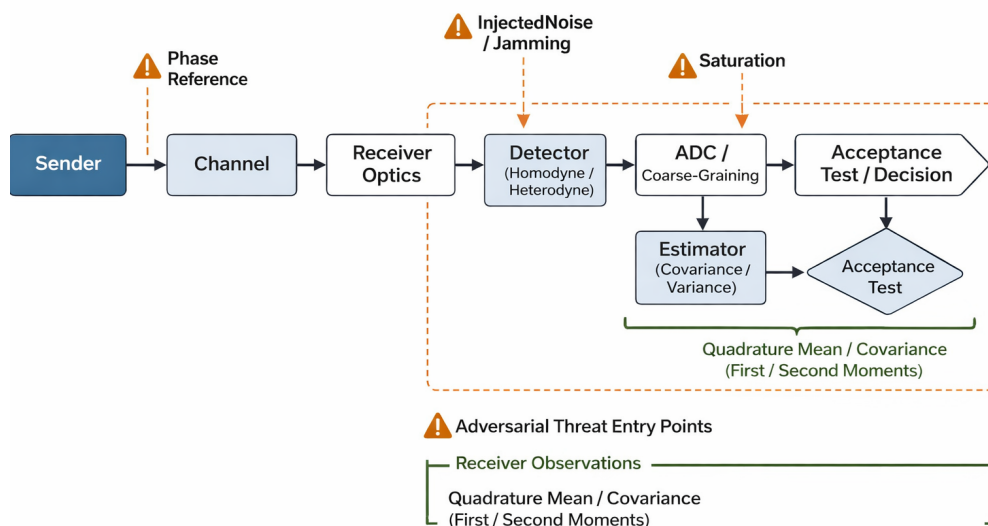 InjectedNoise
/ Jamming
Phase
Reference
Saturation
Sender
Channel
Receiver
Optics
Detector
(Homodyne /
Heterodyne)
ADC /
Coarse-Graining
Acceptance
Test / Decision
Estimator
(Covariance /
Variance)
Acceptance
Test
Quadrature Mean / Covariance
(First / Second Moments)
Adversarial Threat Entry Points
Receiver Observations
Quadrature Mean / Covariance
(First / Second Moments)